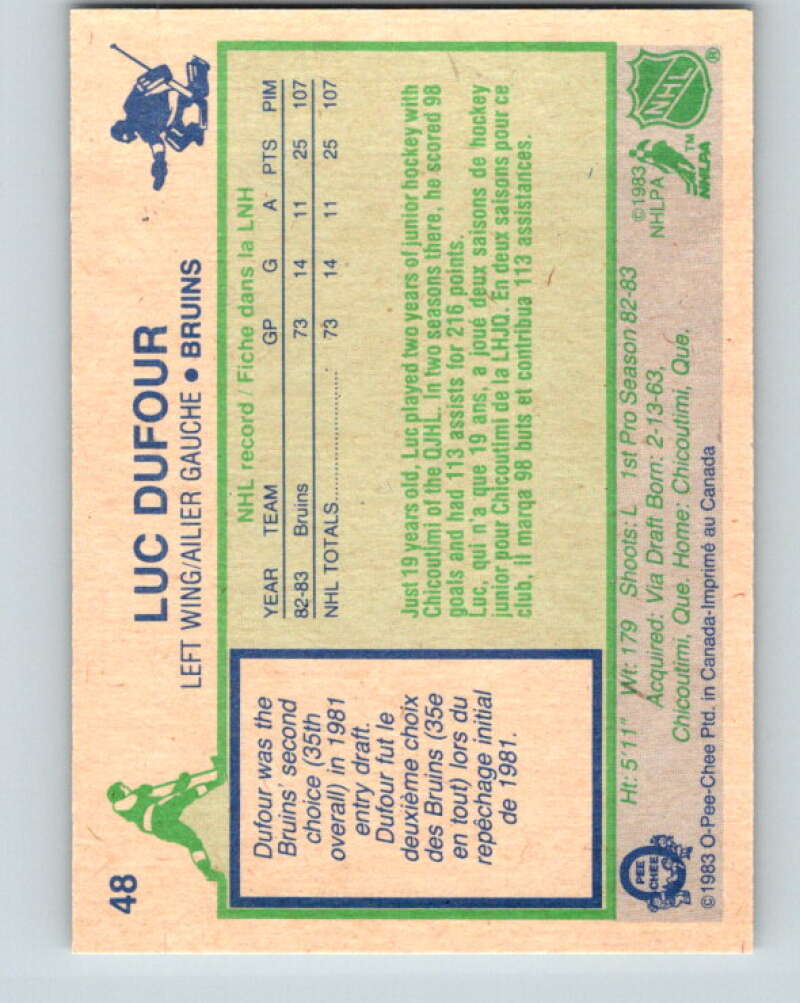 48
LUC DUFOUR
LEFT WING/AILIER GAUCHE • BRUINS
Dufour was the
Bruins' second
choice (35th
overall) in 1981
entry draft.
Dufour fut le
deuxième choix
des Bruins (35e
en tout) lors du
repêchage initial
de 1981.
NHL record / Fiche dans la LNH
YEAR TEAM GP G A PTS PIM
82-83 Bruins 73 14 11 25 107
NHL TOTALS 73 14 11 25 107
Just 19 years old, Luc played two years of junior hockey with
Chicoutimi of the QJHL. In two seasons there, he scored 98
goals and had 113 assists for 216 points.
Luc, qui n'a que 19 ans, a joué deux saisons de hockey
junior pour Chicoutimi de la LHJQ. En deux saisons pour ce
club, il marqa 98 buts et contribua 113 assistances.
Ht: 5'11" Wt: 179 Shoots: L 1st Pro Season 82-83
Acquired: Via Draft Born: 2-13-63,
Chicoutimi, Que. Home: Chicoutimi, Que.
O PEE CHEE
©1983 O-Pee-Chee Ptd. in Canada-Imprimé au Canada
©1983
NHLPA
NHL ®
NHLPA ™